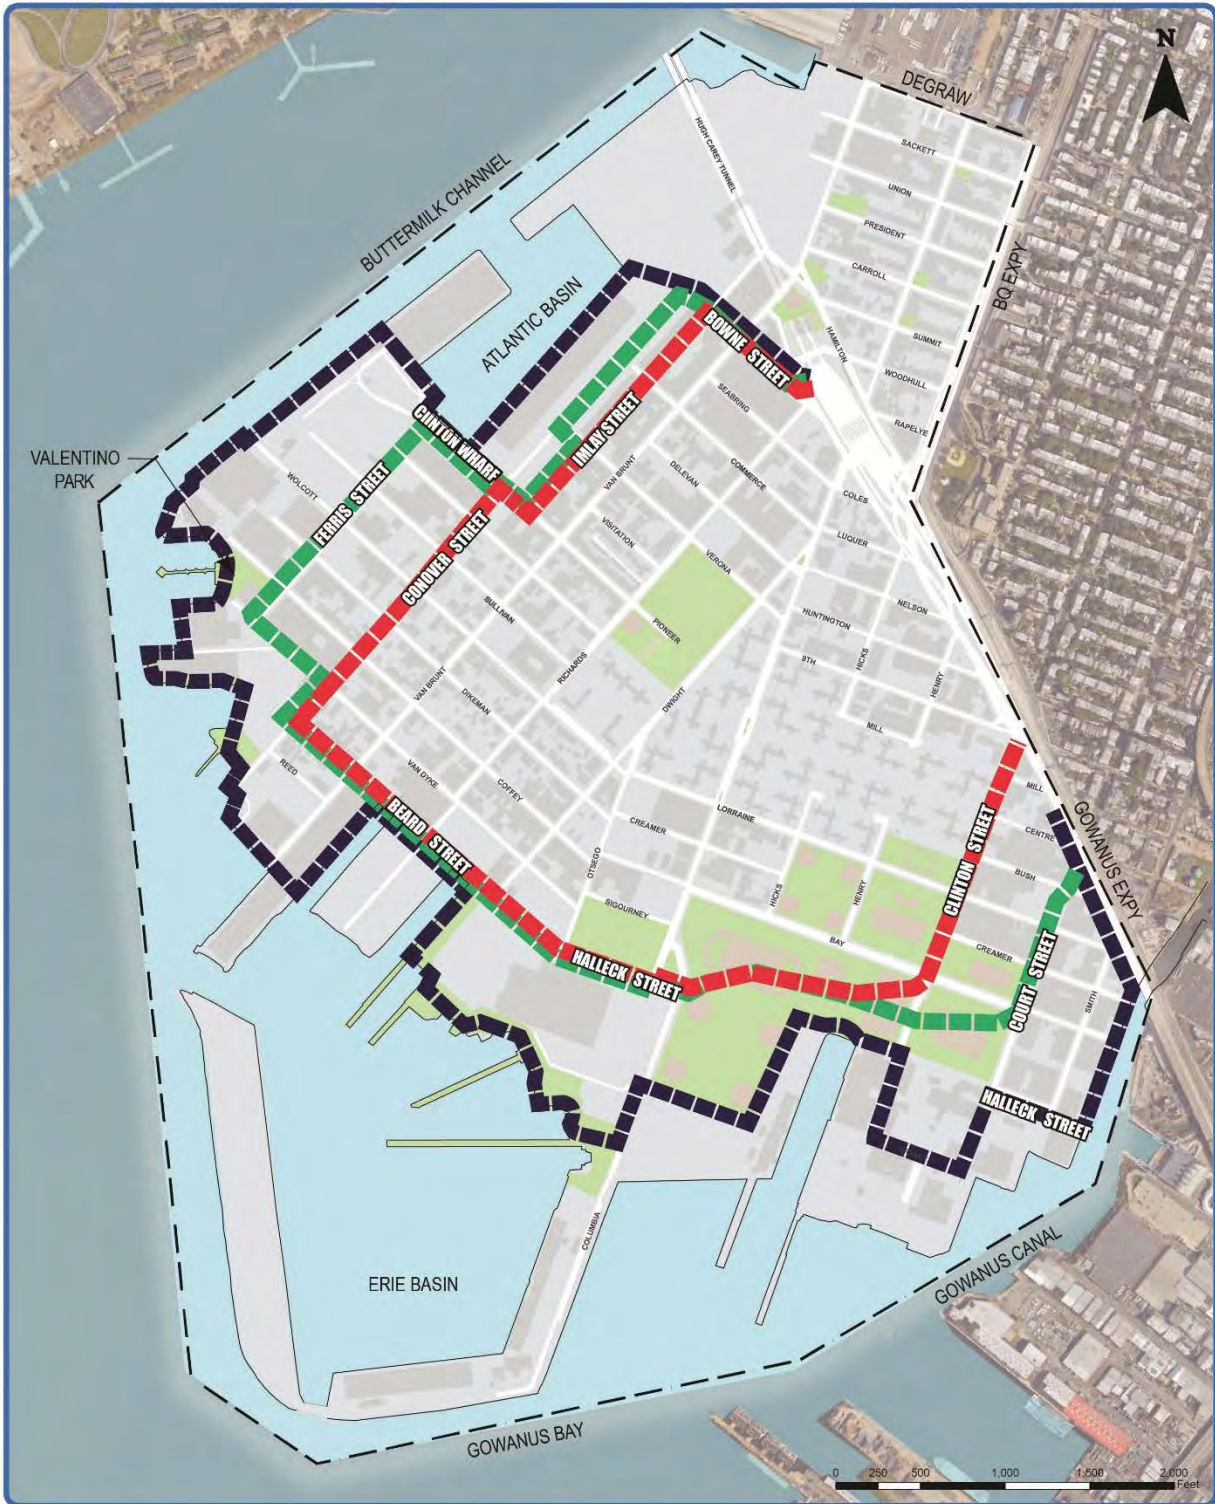 N
DEGRAW
SACKETT
HUGH CAREY TUNNEL
UNION
BUTTERMILK CHANNEL
PRESIDENT
CARROLL
BQ EXPY
ATLANTIC BASIN
BOWNE STREET
HAMILTON
SUMMIT
WOODHULL
SEABRING
RAPELYE
CLINTON WHARF
IMLAY STREET
VALENTINO
PARK
WOLCOTT
FERRIS STREET
VAN BRUNT
DELEVAN
COMMERCE
COLES
CONOVER STREET
VISITATION
LUQUER
VERONA
SULLIVAN
PIONEER
HUNTINGTON
NELSON
RICHARDS
9TH
HICKS
VAN BRUNT
DIKEMAN
DWIGHT
HENRY
MILL
REED
VAN DYKE
COFFEY
MILL
BEARD STREET
CREAMER
LORRAINE
CLINTON STREET
CENTRE
GOWANUS EXPY
OTSEGO
BUSH
HICKS
HENRY
SIGOURNEY
BAY
CREAMER
HALLECK STREET
COURT STREET
SMITH
HALLECK STREET
COLUMBIA
ERIE BASIN
GOWANUS CANAL
GOWANUS BAY
0 250 500 1,000 1,500 2,000
Feet